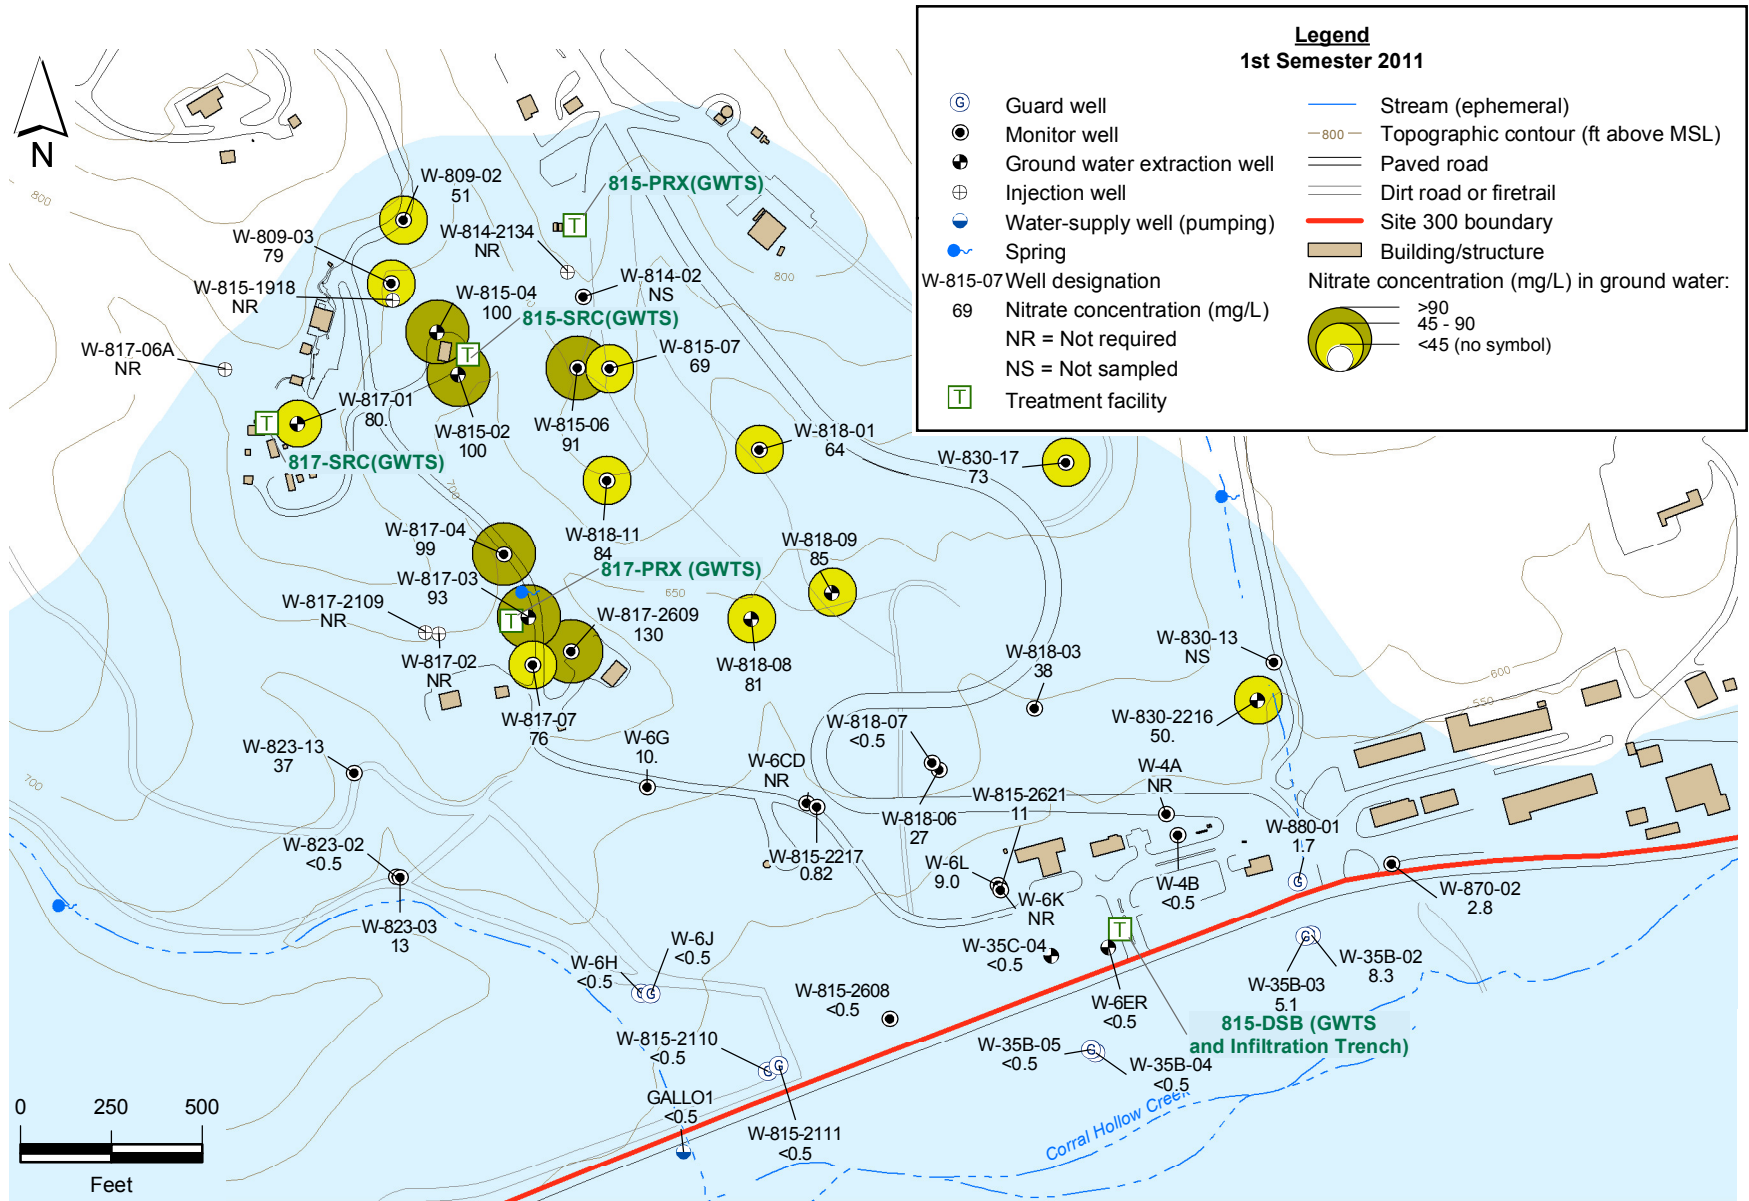 Legend
1st Semester 2011
G Guard well
Monitor well
Ground water extraction well
Injection well
Water-supply well (pumping)
Spring
W-815-07 Well designation
69 Nitrate concentration (mg/L)
NR = Not required
NS = Not sampled
T Treatment facility
Stream (ephemeral)
800 Topographic contour (ft above MSL)
Paved road
Dirt road or firetrail
Site 300 boundary
Building/structure
Nitrate concentration (mg/L) in ground water:
>90
45 - 90
<45 (no symbol)
N
800
W-809-02
51
815-PRX(GWTS)
T
W-809-03
79
W-814-2134
NR
800
W-815-1918
NR
W-815-04
100
W-814-02
NS
815-SRC(GWTS)
T
W-817-06A
NR
W-815-07
69
W-817-01
80.
T
W-815-02
100
W-815-06
91
W-818-01
64
W-830-17
73
817-SRC(GWTS)
700
W-817-04
99
W-818-11
84
W-818-09
85
817-PRX (GWTS)
W-817-03
93
650
W-817-2109
NR
T
W-817-2609
130
W-817-02
NR
W-818-08
81
W-818-03
38
W-830-13
NS
600
550
W-817-07
76
W-830-2216
50.
W-818-07
<0.5
W-823-13
37
W-6G
10.
W-6CD
NR
W-4A
NR
700
W-815-2621
11
W-818-06
27
W-880-01
1.7
G
W-823-02
<0.5
W-815-2217
0.82
W-6L
9.0
W-4B
<0.5
W-870-02
2.8
W-6K
NR
W-823-03
13
T
W-6J
<0.5
W-35C-04
<0.5
G
W-35B-02
8.3
W-6H
<0.5
G
W-815-2608
<0.5
W-35B-03
5.1
W-6ER
<0.5
815-DSB (GWTS
and Infiltration Trench)
W-815-2110
<0.5
G G
W-35B-05
<0.5
G
W-35B-04
<0.5
GALLO1
<0.5
W-815-2111
<0.5
Corral Hollow Creek
0 250 500
Feet